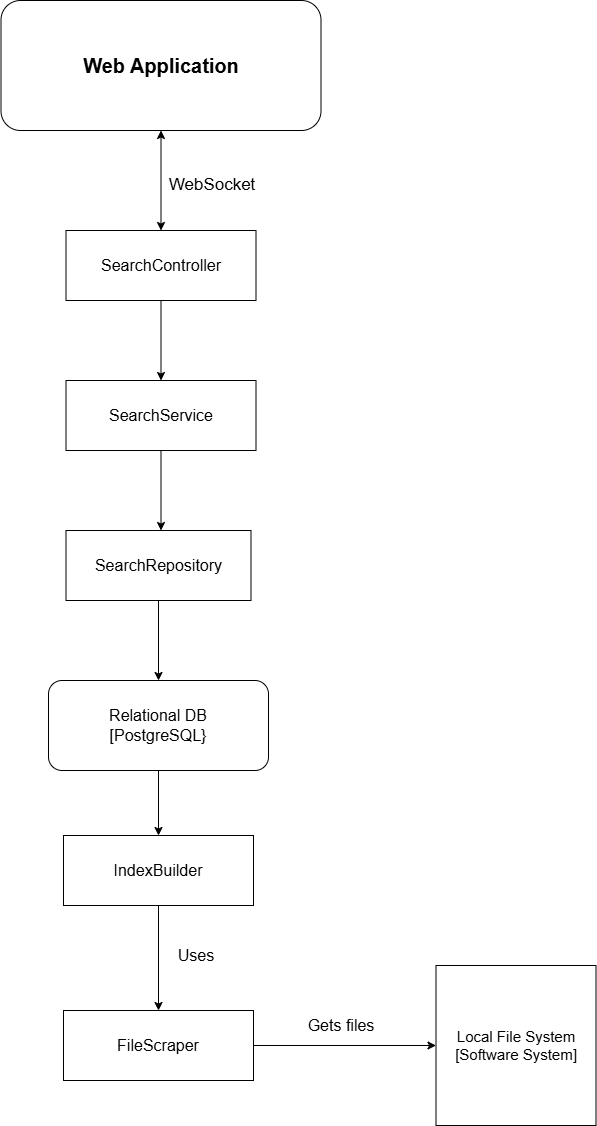 Web Application
WebSocket
SearchController
SearchService
SearchRepository
Relational DB
[PostgreSQL}
IndexBuilder
Uses
FileScraper
Gets files
Local File System
[Software System]